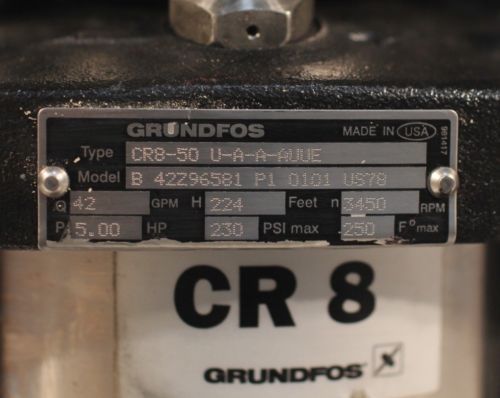 GRUNDFOS MADE IN USA
Type CR8-50 U-A-A-AUUE
Model B 42Z96581 P1 0101 US78
Q 42 GPM H 224 Feet n 3450 RPM
P 5.00 HP 230 PSI max 250 F° max
961417
CR 8
GRUNDFOS